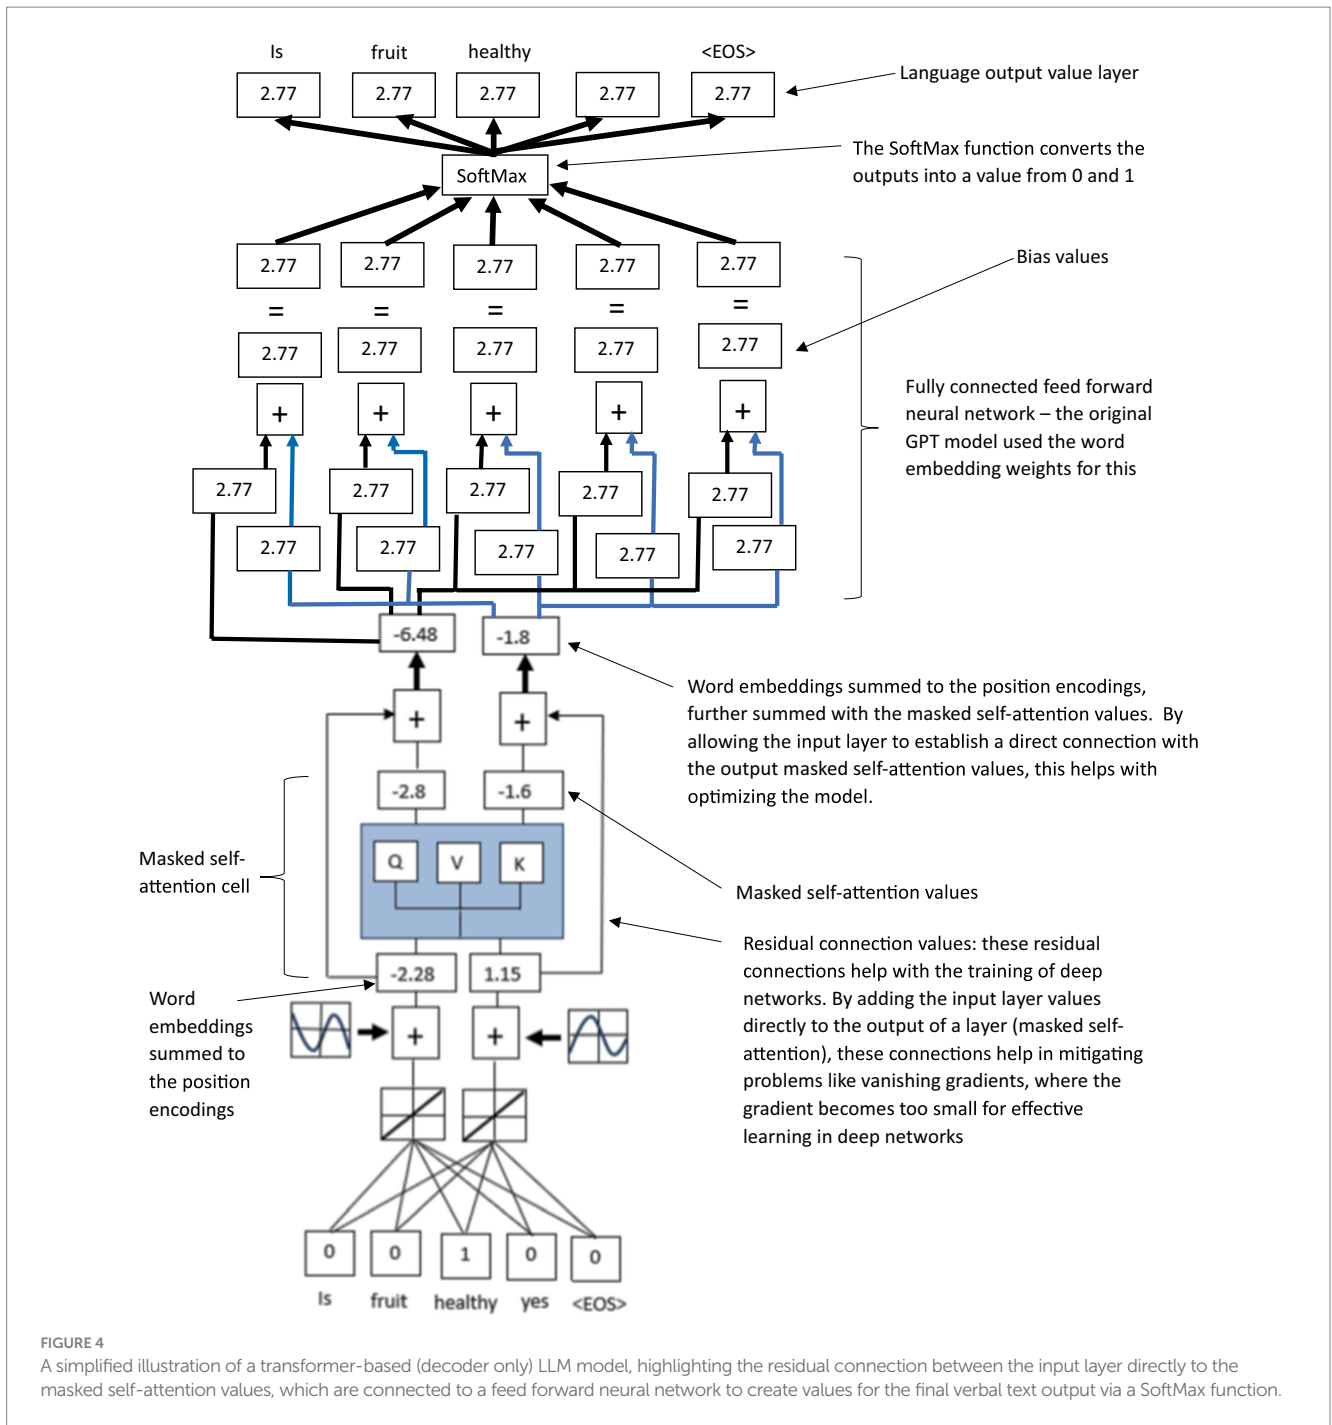 Is fruit healthy <EOS>
2.77 2.77 2.77 2.77 2.77
Language output value layer
SoftMax
The SoftMax function converts the
outputs into a value from 0 and 1
2.77 2.77 2.77 2.77 2.77
Bias values
= = = = =
2.77 2.77 2.77 2.77 2.77
+ + + + +
Fully connected feed forward
neural network – the original
GPT model used the word
embedding weights for this
2.77 2.77 2.77 2.77 2.77
2.77 2.77 2.77 2.77 2.77
-6.48 -1.8
Word embeddings summed to the position encodings,
further summed with the masked self-attention values. By
allowing the input layer to establish a direct connection with
the output masked self-attention values, this helps with
optimizing the model.
+ +
-2.8 -1.6
Masked self-
attention cell
Q V K
Masked self-attention values
Residual connection values: these residual
connections help with the training of deep
networks. By adding the input layer values
directly to the output of a layer (masked self-
attention), these connections help in mitigating
problems like vanishing gradients, where the
gradient becomes too small for effective
learning in deep networks
-2.28 1.15
Word
embeddings
summed to
the position
encodings
+ +
0 0 1 0 0
Is fruit healthy yes <EOS>
FIGURE 4
A simplified illustration of a transformer-based (decoder only) LLM model, highlighting the residual connection between the input layer directly to the
masked self-attention values, which are connected to a feed forward neural network to create values for the final verbal text output via a SoftMax function.